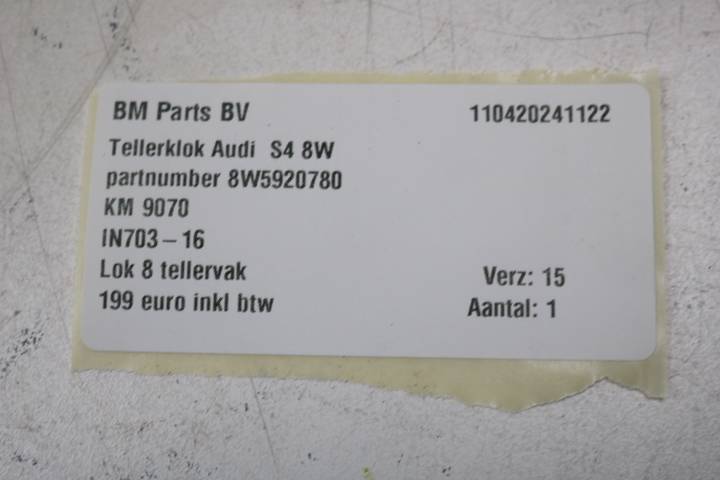 BM Parts BV 110420241122
Tellerklok Audi S4 8W
partnumber 8W5920780
KM 9070
IN703-16
Lok 8 tellervak Verz: 15
199 euro inkl btw Aantal: 1